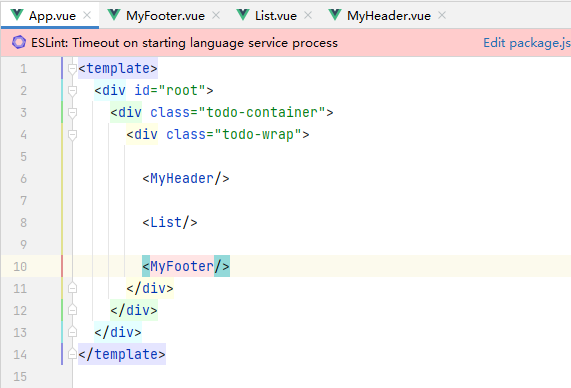 App.vue MyFooter.vue List.vue MyHeader.vue
ESLint: Timeout on starting language service process Edit package.js
1 <template>
2 <div id="root">
3 <div class="todo-container">
4 <div class="todo-wrap">
5
6 <MyHeader/>
7
8 <List/>
9
10 <MyFooter/>
11 </div>
12 </div>
13 </div>
14 </template>
15